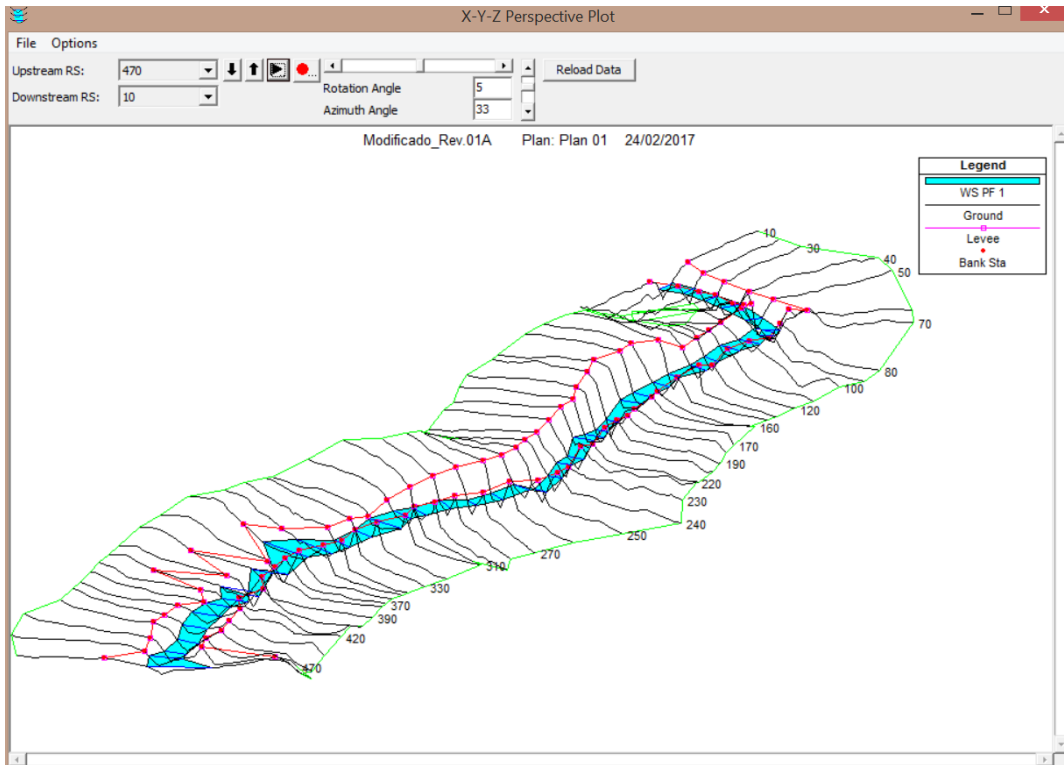 X-Y-Z Perspective Plot
File Options
Upstream RS: 470
Downstream RS: 10
Rotation Angle 5
Azimuth Angle 33
Reload Data
Modificado_Rev.01A Plan: Plan 01 24/02/2017
Legend
WS PF 1
Ground
Levee
Bank Sta
10
30
40
50
70
80
100
120
160
170
190
220
230
240
250
270
310
330
370
390
420
470